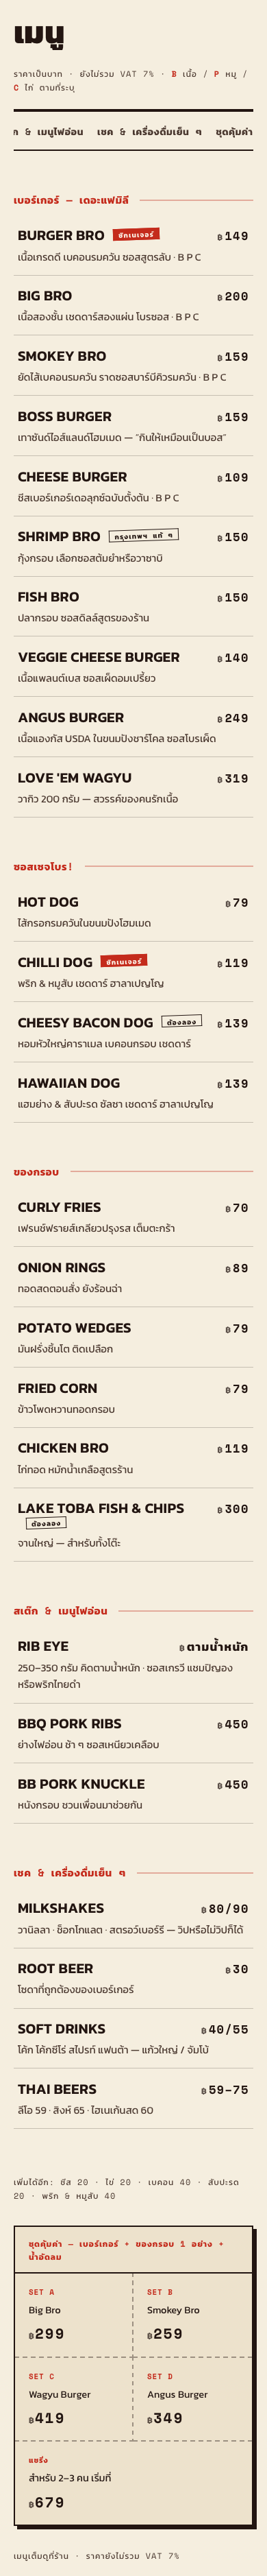 เมนู
ราคาเป็นบาท · ยังไม่รวม VAT 7% · B เนื้อ / P หมู /
C ไก่ ตามที่ระบุ
& เมนูไฟอ่อน เชค & เครื่องดื่มเย็น ๆ ชุดคุ้มค่า
เบอร์เกอร์ — เดอะแฟมิลี
BURGER BRO ซิกเนเจอร์ ฿149
เนื้อเกรดดี เบคอนรมควัน ซอสสูตรลับ · B P C
BIG BRO ฿200
เนื้อสองชั้น เชดดาร์สองแผ่น โบรซอส · B P C
SMOKEY BRO ฿159
ยัดไส้เบคอนรมควัน ราดซอสบาร์บีคิวรมควัน · B P C
BOSS BURGER ฿159
เทาซันด์ไอส์แลนด์โฮมเมด — “กินให้เหมือนเป็นบอส”
CHEESE BURGER ฿109
ชีสเบอร์เกอร์เดอลุกซ์ฉบับดั้งต้น · B P C
SHRIMP BRO กรุงเทพฯ แท้ ๆ ฿150
กุ้งกรอบ เลือกซอสต้มยำหรือวาซาบิ
FISH BRO ฿150
ปลากรอบ ซอสดิลล์สูตรของร้าน
VEGGIE CHEESE BURGER ฿140
เนื้อแพลนต์เบส ซอสเผ็ดอมเปรี้ยว
ANGUS BURGER ฿249
เนื้อแองกัส USDA ในขนมปังชาร์โคล ซอสโบรเผ็ด
LOVE 'EM WAGYU ฿319
วากิว 200 กรัม — สวรรค์ของคนรักเนื้อ
ซอสเซจโบร!
HOT DOG ฿79
ไส้กรอกรมควันในขนมปังโฮมเมด
CHILLI DOG ซิกเนเจอร์ ฿119
พริก & หมูสับ เชดดาร์ ฮาลาเปญโญ
CHEESY BACON DOG ต้องลอง ฿139
หอมหัวใหญ่คาราเมล เบคอนกรอบ เชดดาร์
HAWAIIAN DOG ฿139
แฮมย่าง & สับปะรด ซัลซา เชดดาร์ ฮาลาเปญโญ
ของกรอบ
CURLY FRIES ฿70
เฟรนช์ฟรายส์เกลียวปรุงรส เต็มตะกร้า
ONION RINGS ฿89
ทอดสดตอนสั่ง ยังร้อนฉ่า
POTATO WEDGES ฿79
มันฝรั่งชิ้นโต ติดเปลือก
FRIED CORN ฿79
ข้าวโพดหวานทอดกรอบ
CHICKEN BRO ฿119
ไก่ทอด หมักน้ำเกลือสูตรร้าน
LAKE TOBA FISH & CHIPS ฿300
ต้องลอง
จานใหญ่ — สำหรับทั้งโต๊ะ
สเต๊ก & เมนูไฟอ่อน
RIB EYE ฿ตามน้ำหนัก
250–350 กรัม คิดตามน้ำหนัก · ซอสเกรวี แชมปิญอง
หรือพริกไทยดำ
BBQ PORK RIBS ฿450
ย่างไฟอ่อน ช้า ๆ ซอสเหนียวเคลือบ
BB PORK KNUCKLE ฿450
หนังกรอบ ชวนเพื่อนมาช่วยกัน
เชค & เครื่องดื่มเย็น ๆ
MILKSHAKES ฿80/90
วานิลลา · ช็อกโกแลต · สตรอว์เบอร์รี — วิปหรือไม่วิปก็ได้
ROOT BEER ฿30
โซดาที่ถูกต้องของเบอร์เกอร์
SOFT DRINKS ฿40/55
โค้ก โค้กซีโร่ สไปรท์ แฟนต้า — แก้วใหญ่ / จัมโบ้
THAI BEERS ฿59–75
ลีโอ 59 · สิงห์ 65 · ไฮเนเก้นสด 60
เพิ่มได้อีก: ชีส 20 · ไข่ 20 · เบคอน 40 · สับปะรด
20 · พริก & หมูสับ 40
ชุดคุ้มค่า — เบอร์เกอร์ + ของกรอบ 1 อย่าง +
น้ำอัดลม
SET A
Big Bro
฿299
SET B
Smokey Bro
฿259
SET C
Wagyu Burger
฿419
SET D
Angus Burger
฿349
แชริ่ง
สำหรับ 2–3 คน เริ่มที่
฿679
เมนูเต็มดูที่ร้าน · ราคายังไม่รวม VAT 7%